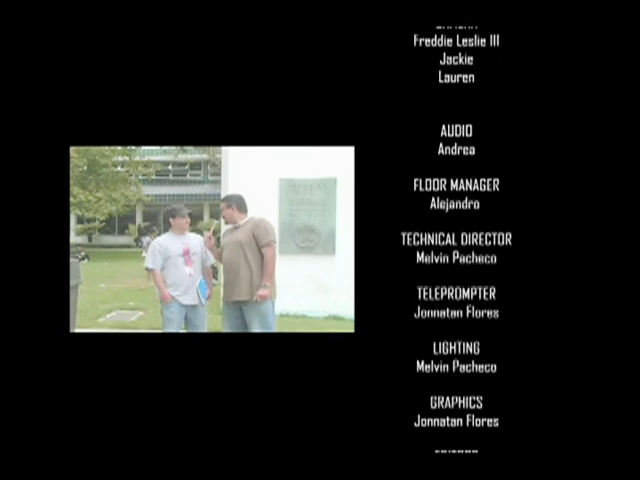 Freddie Leslie III
Jackie
Lauren
AUDIO
Andrea
FLOOR MANAGER
Alejandro
TECHNICAL DIRECTOR
Melvin Pacheco
TELEPROMPTER
Jonnatan Flores
LIGHTING
Melvin Pacheco
GRAPHICS
Jonnatan Flores